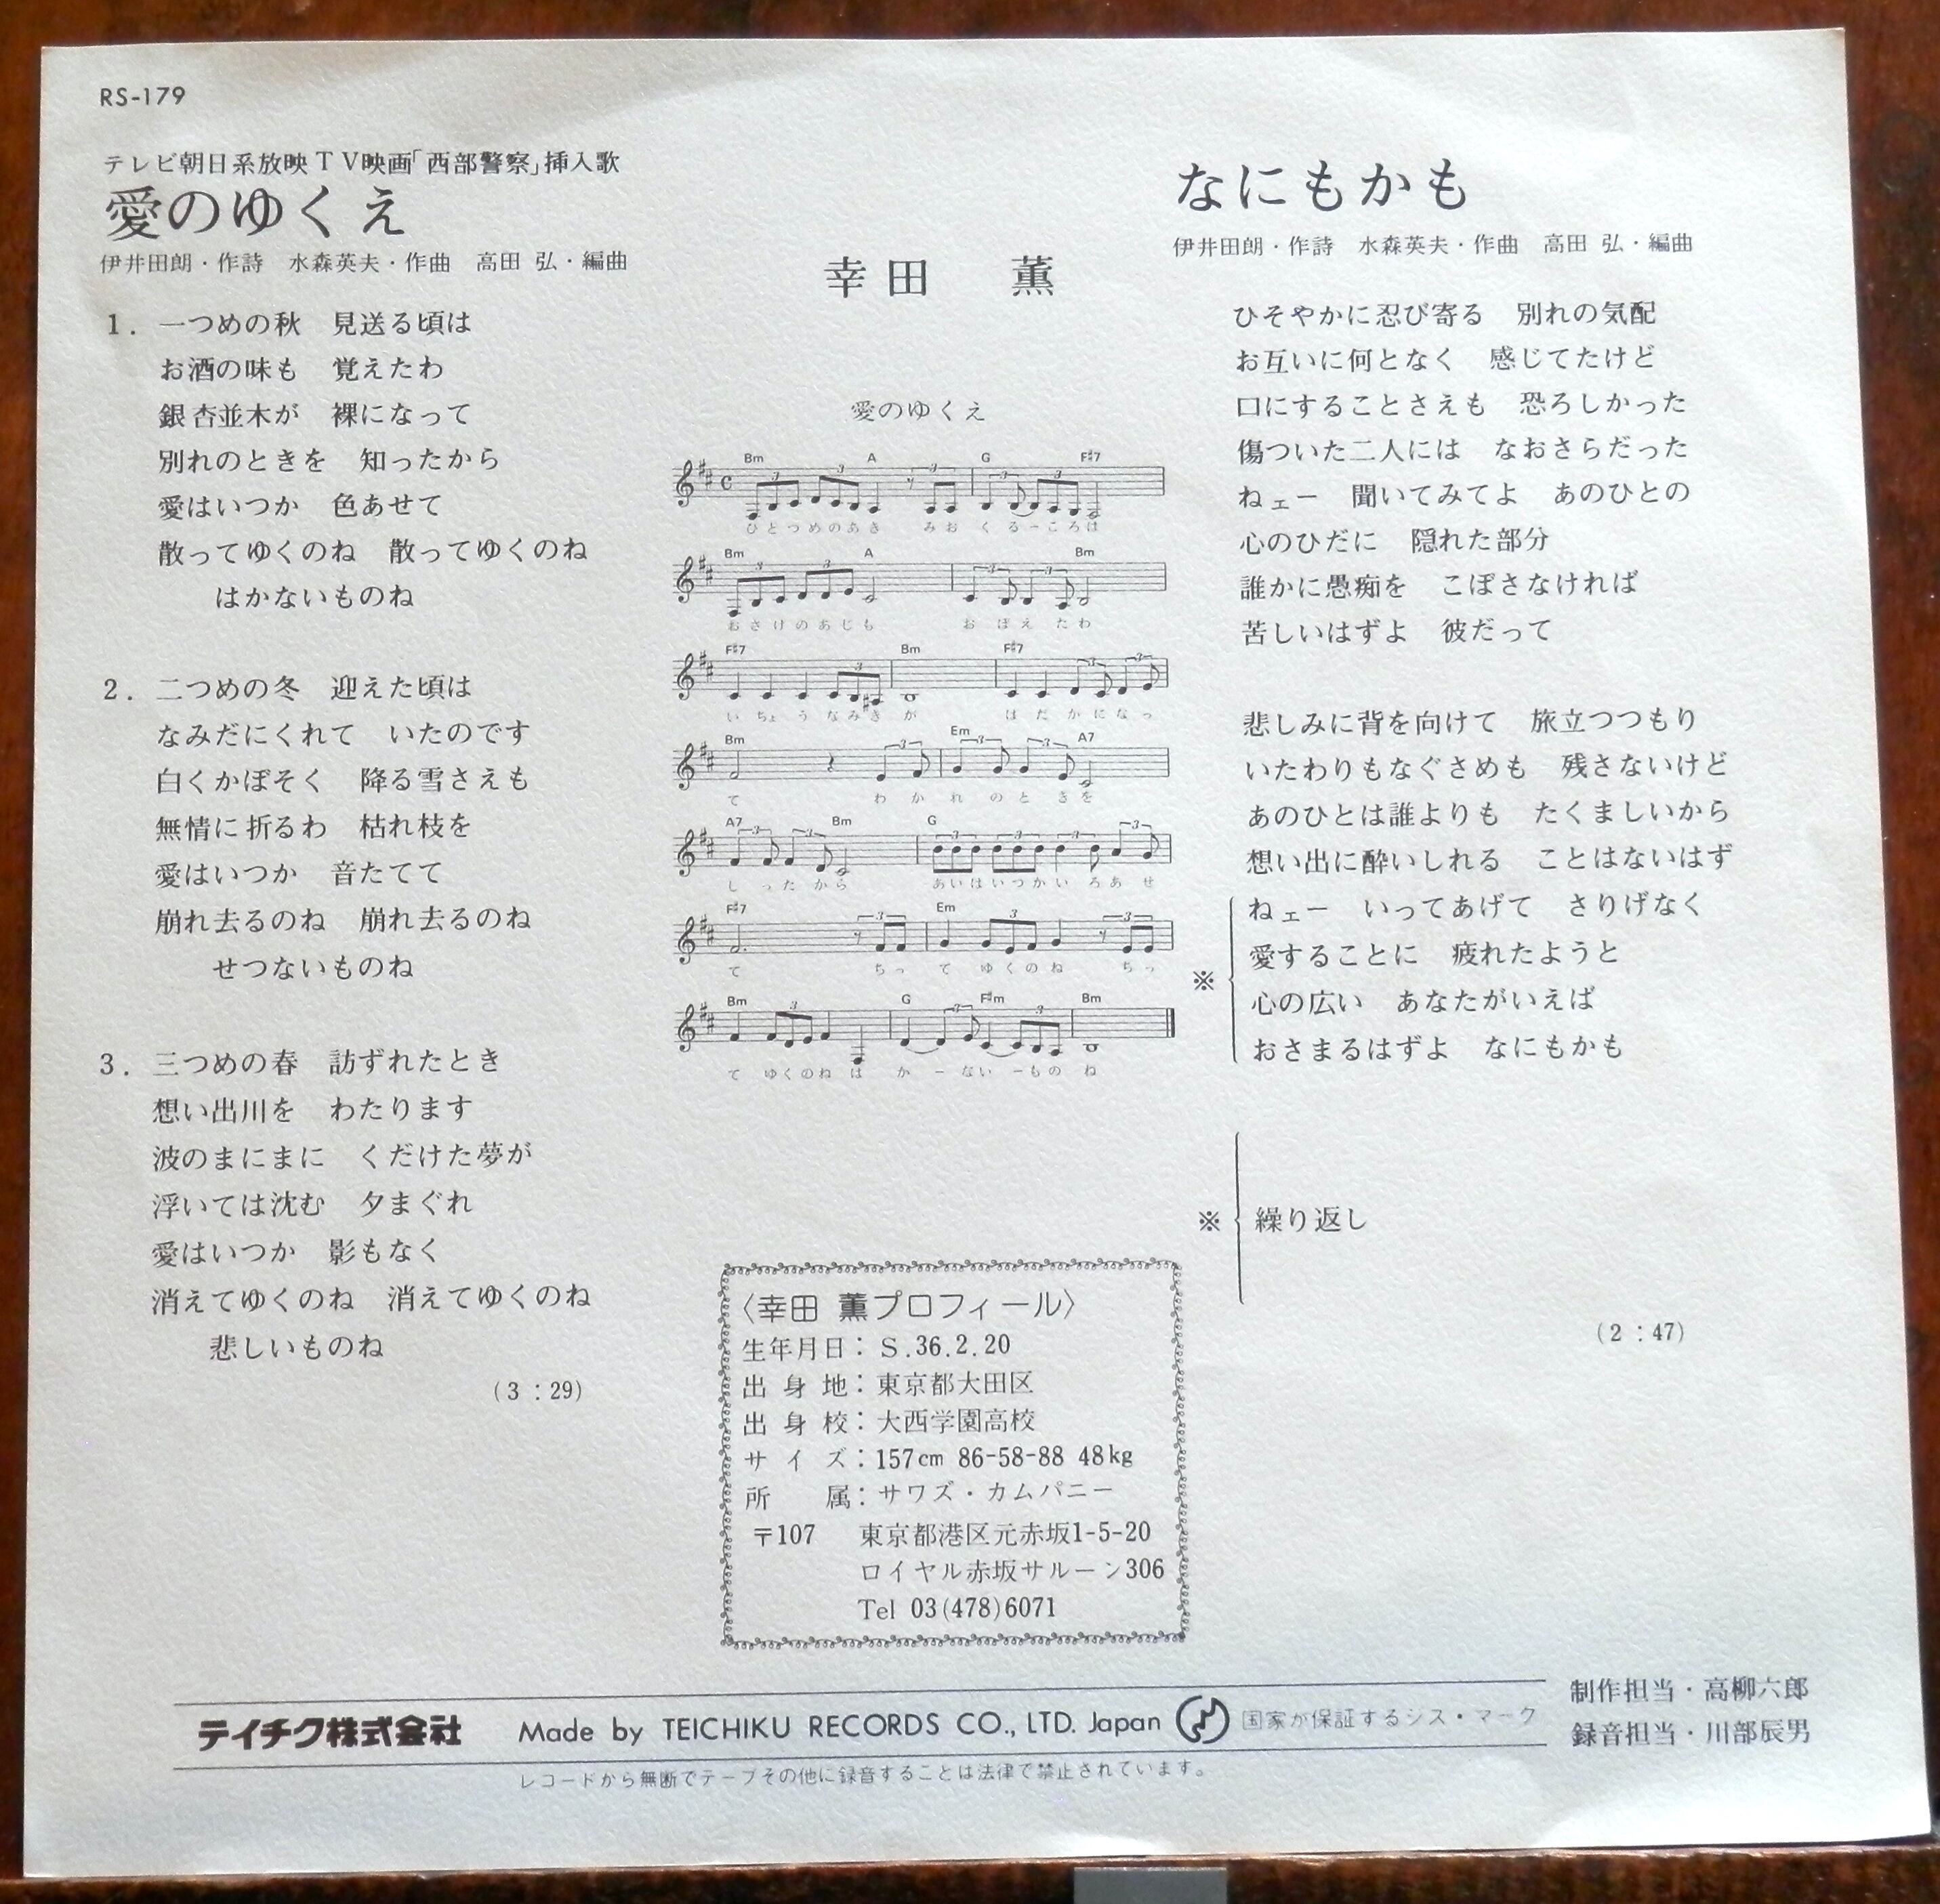 RS-179
テレビ朝日系放映ＴＶ映画「西部警察」挿入歌
愛のゆくえ
伊井田朗・作詩　水森英夫・作曲　高田 弘・編曲
1. 一つめの秋　見送る頃は
お酒の味も　覚えたわ
銀杏並木が　裸になって
別れのときを　知ったから
愛はいつか　色あせて
散ってゆくのね　散ってゆくのね
はかないものね
2. 二つめの冬　迎えた頃は
なみだにくれて　いたのです
白くかぼそく　降る雪さえも
無情に折るわ　枯れ枝を
愛はいつか　音たてて
崩れ去るのね　崩れ去るのね
せつないものね
3. 三つめの春　訪ずれたとき
想い出川を　わたります
波のまにまに　くだけた夢が
浮いては沈む　夕まぐれ
愛はいつか　影もなく
消えてゆくのね　消えてゆくのね
悲しいものね
(3:29)
幸田　薫
愛のゆくえ
Bm A G F#7
ひとつめのあき みおくるーころは
Bm A Bm
おさけのあじも おぼえたわ
F#7 Bm F#7
いちょうなみきが はだかになっ
Bm Em A7
て わかれのときを
A7 Bm G
しったから あいはいつかいろあせ
F#7 Em
て ちってゆくのね ちっ
Bm G F#m Bm
てゆくのねはかーないーものね
〈幸田 薫プロフィール〉
生年月日：S.36.2.20
出身地：東京都大田区
出身校：大西学園高校
サイズ：157cm 86-58-88 48kg
所属：サワズ・カムパニー
〒107　東京都港区元赤坂1-5-20
ロイヤル赤坂サルーン306
Tel 03(478)6071
なにもかも
伊井田朗・作詩　水森英夫・作曲　高田 弘・編曲
ひそやかに忍び寄る　別れの気配
お互いに何となく　感じてたけど
口にすることさえも　恐ろしかった
傷ついた二人には　なおさらだった
ねェー　聞いてみてよ　あのひとの
心のひだに　隠れた部分
誰かに愚痴を　こぼさなければ
苦しいはずよ　彼だって
悲しみに背を向けて　旅立つつもり
いたわりもなぐさめも　残さないけど
あのひとは誰よりも　たくましいから
想い出に酔いしれる　ことはないはず
ねェー　いってあげて　さりげなく
愛することに　疲れたようと
※
心の広い　あなたがいえば
おさまるはずよ　なにもかも
※ 繰り返し
(2:47)
テイチク株式会社　Made by TEICHIKU RECORDS CO., LTD. Japan 国家が保証するシス・マーク
レコードから無断でテープその他に録音することは法律で禁止されています。
制作担当・高柳六郎
録音担当・川部辰男